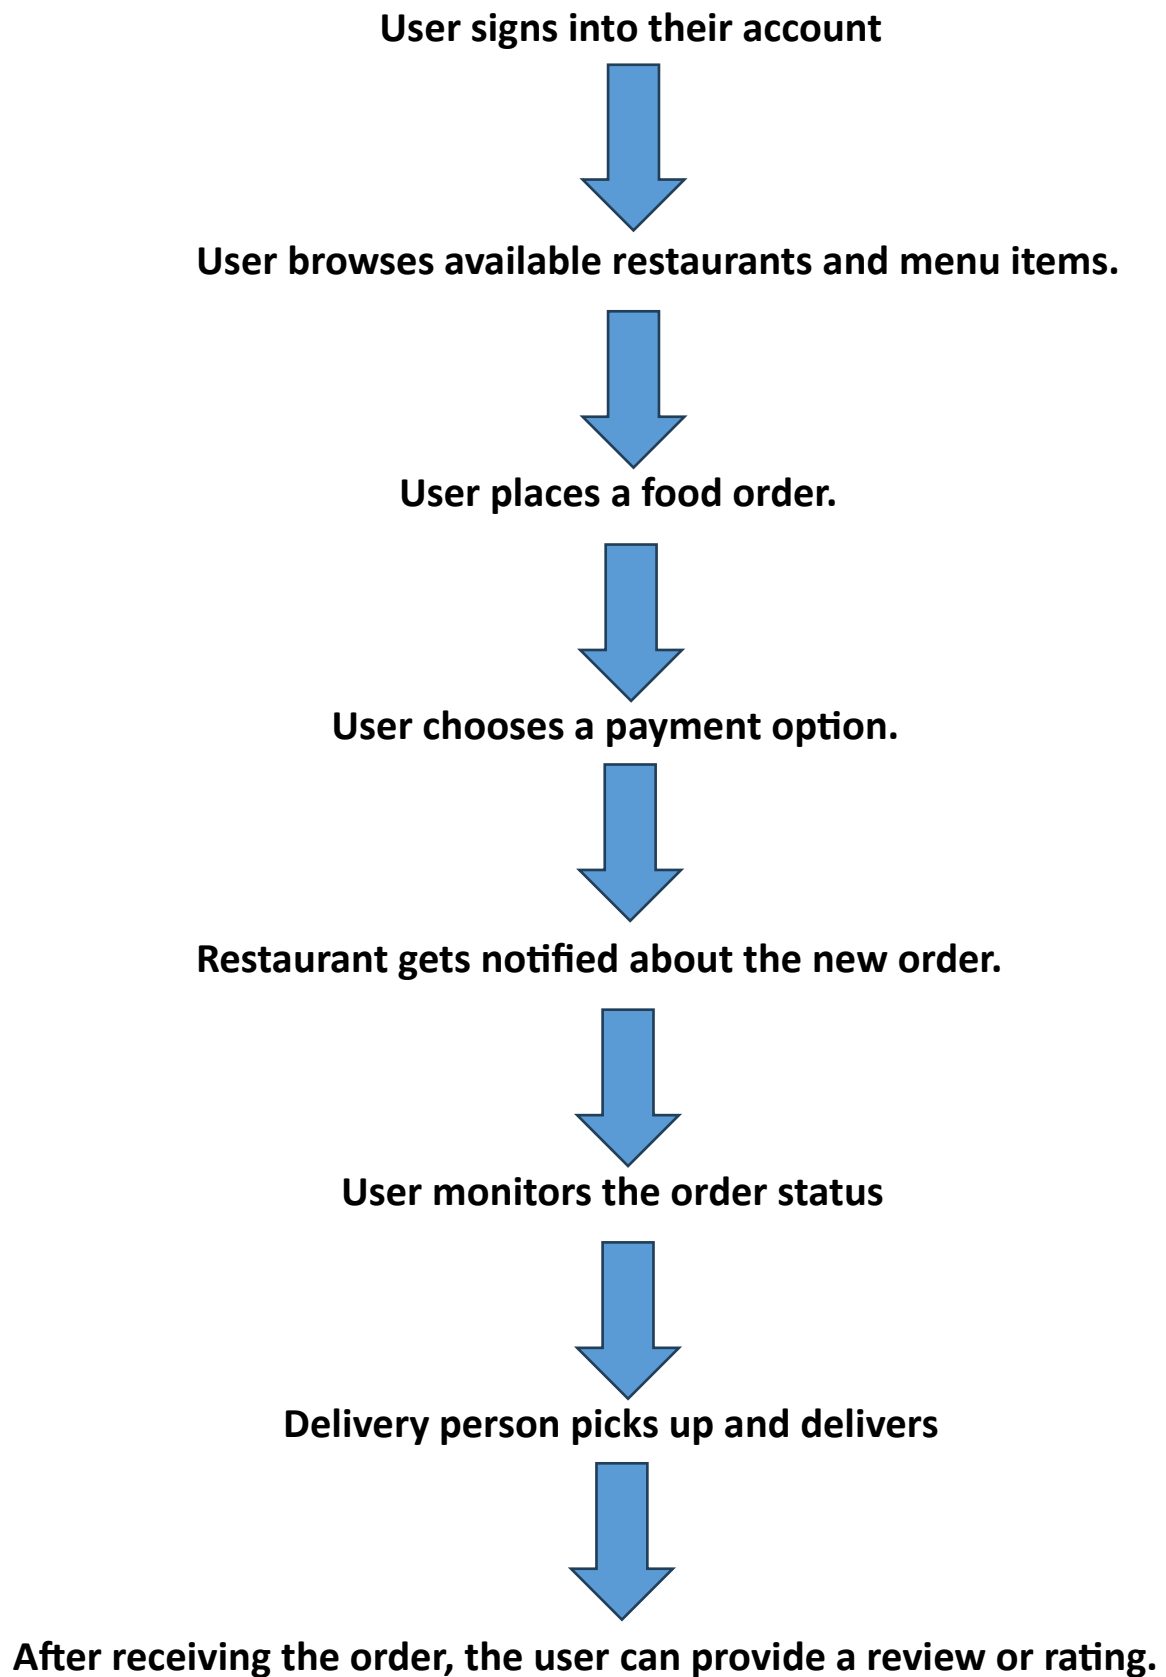 User signs into their account
User browses available restaurants and menu items.
User places a food order.
User chooses a payment option.
Restaurant gets notified about the new order.
User monitors the order status
Delivery person picks up and delivers
After receiving the order, the user can provide a review or rating.